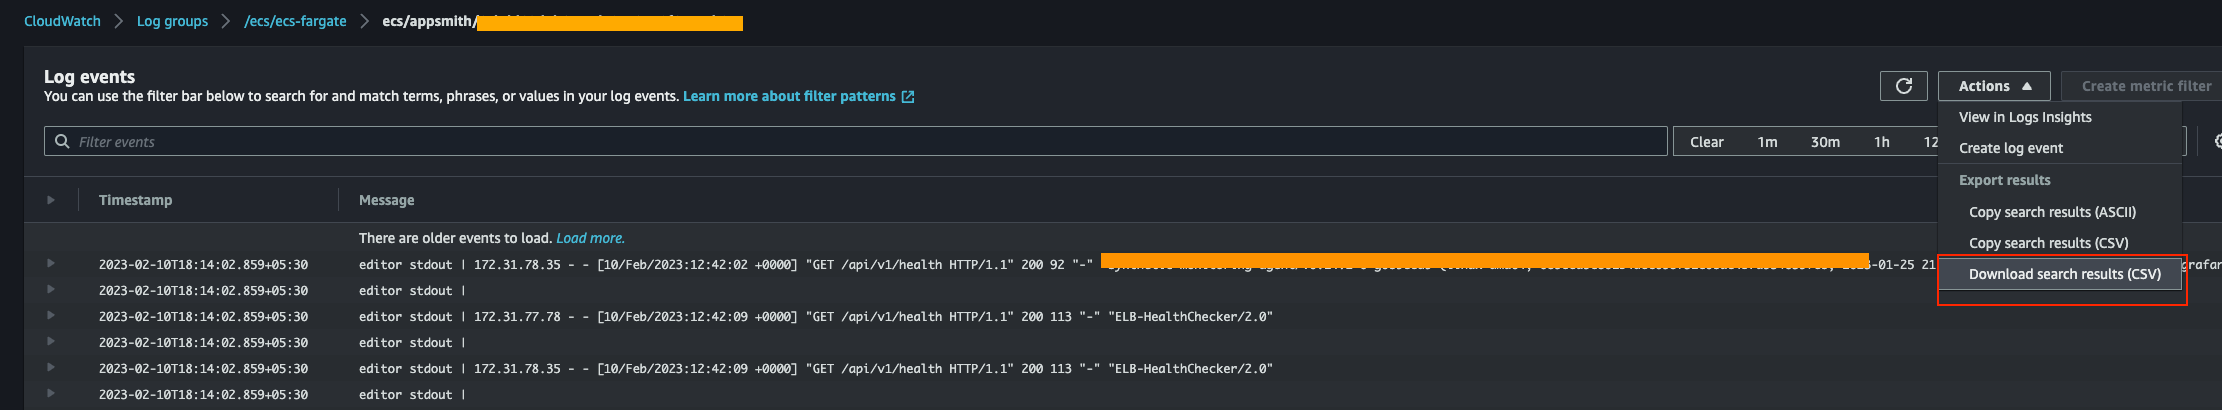 CloudWatch > Log groups > /ecs/ecs-fargate > ecs/appsmith/
Log events
You can use the filter bar below to search for and match terms, phrases, or values in your log events. Learn more about filter patterns
Actions
Create metric filter
Filter events
Clear 1m 30m 1h 12
View in Logs Insights
Create log event
Export results
Copy search results (ASCII)
Copy search results (CSV)
Download search results (CSV)
Timestamp Message
There are older events to load. Load more.
2023-02-10T18:14:02.859+05:30 editor stdout | 172.31.78.35 - - [10/Feb/2023:12:42:02 +0000] "GET /api/v1/health HTTP/1.1" 200 92 "-" -01-25 21 grafan
2023-02-10T18:14:02.859+05:30 editor stdout |
2023-02-10T18:14:02.859+05:30 editor stdout | 172.31.77.78 - - [10/Feb/2023:12:42:09 +0000] "GET /api/v1/health HTTP/1.1" 200 113 "-" "ELB-HealthChecker/2.0"
2023-02-10T18:14:02.859+05:30 editor stdout |
2023-02-10T18:14:02.859+05:30 editor stdout | 172.31.78.35 - - [10/Feb/2023:12:42:09 +0000] "GET /api/v1/health HTTP/1.1" 200 113 "-" "ELB-HealthChecker/2.0"
2023-02-10T18:14:02.859+05:30 editor stdout |